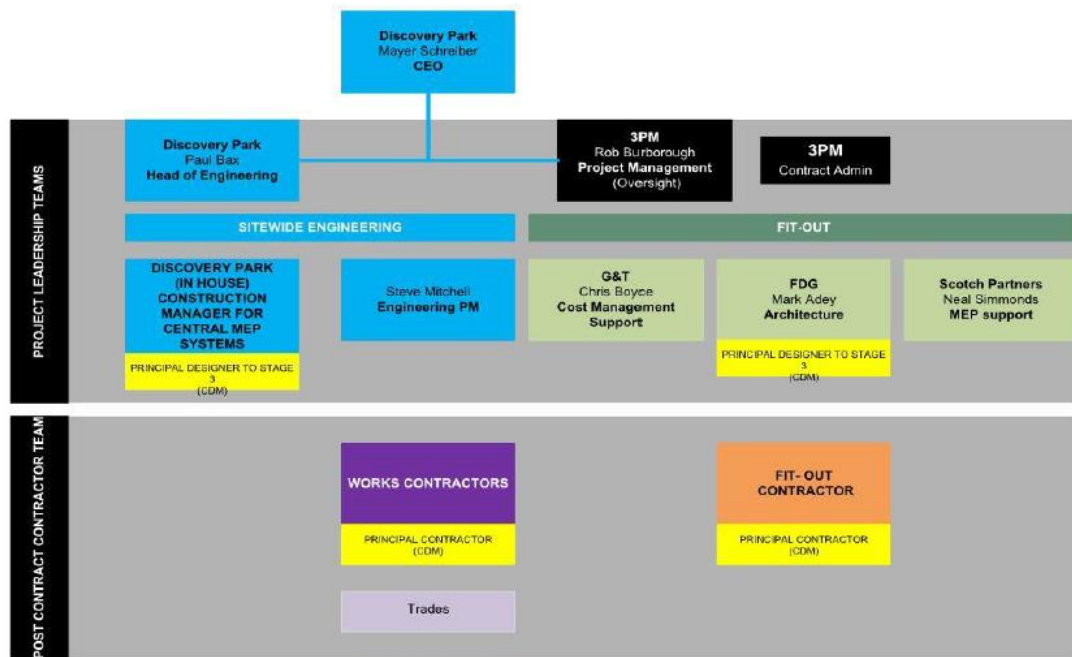 Discovery Park
Mayer Schreiber
CEO
PROJECT LEADERSHIP TEAMS
Discovery Park
Paul Bax
Head of Engineering
3PM
Rob Burborough
Project Management
(Oversight)
3PM
Contract Admin
SITEWIDE ENGINEERING
FIT-OUT
DISCOVERY PARK
(IN HOUSE)
CONSTRUCTION
MANAGER FOR
CENTRAL MEP
SYSTEMS
PRINCIPAL DESIGNER TO STAGE
3
(CDM)
Steve Mitchell
Engineering PM
G&T
Chris Boyce
Cost Management
Support
FDG
Mark Adey
Architecture
PRINCIPAL DESIGNER TO STAGE
3
(CDM)
Scotch Partners
Neal Simmonds
MEP support
POST CONTRACT CONTRACTOR TEAM
WORKS CONTRACTORS
PRINCIPAL CONTRACTOR
(CDM)
Trades
FIT- OUT
CONTRACTOR
PRINCIPAL CONTRACTOR
(CDM)